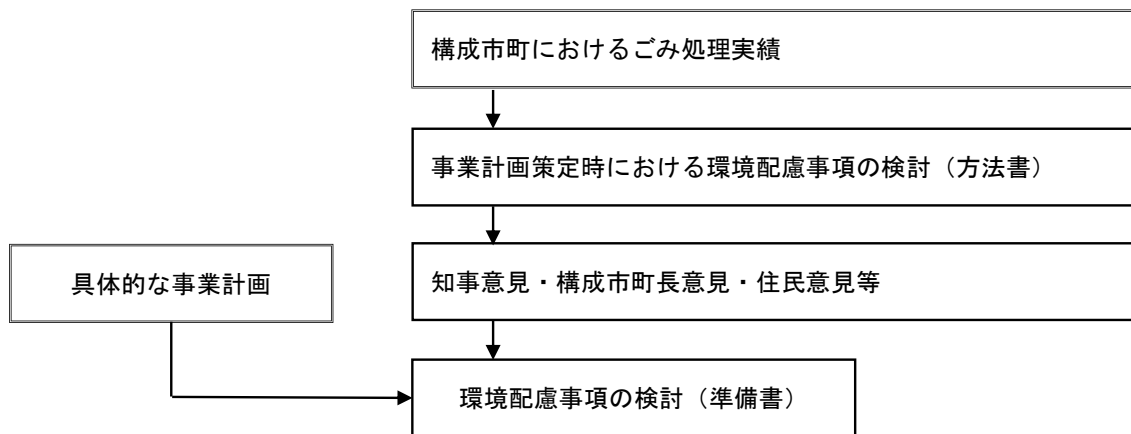 構成市町におけるごみ処理実績
事業計画策定時における環境配慮事項の検討（方法書）
知事意見・構成市町長意見・住民意見等
具体的な事業計画
環境配慮事項の検討（準備書）